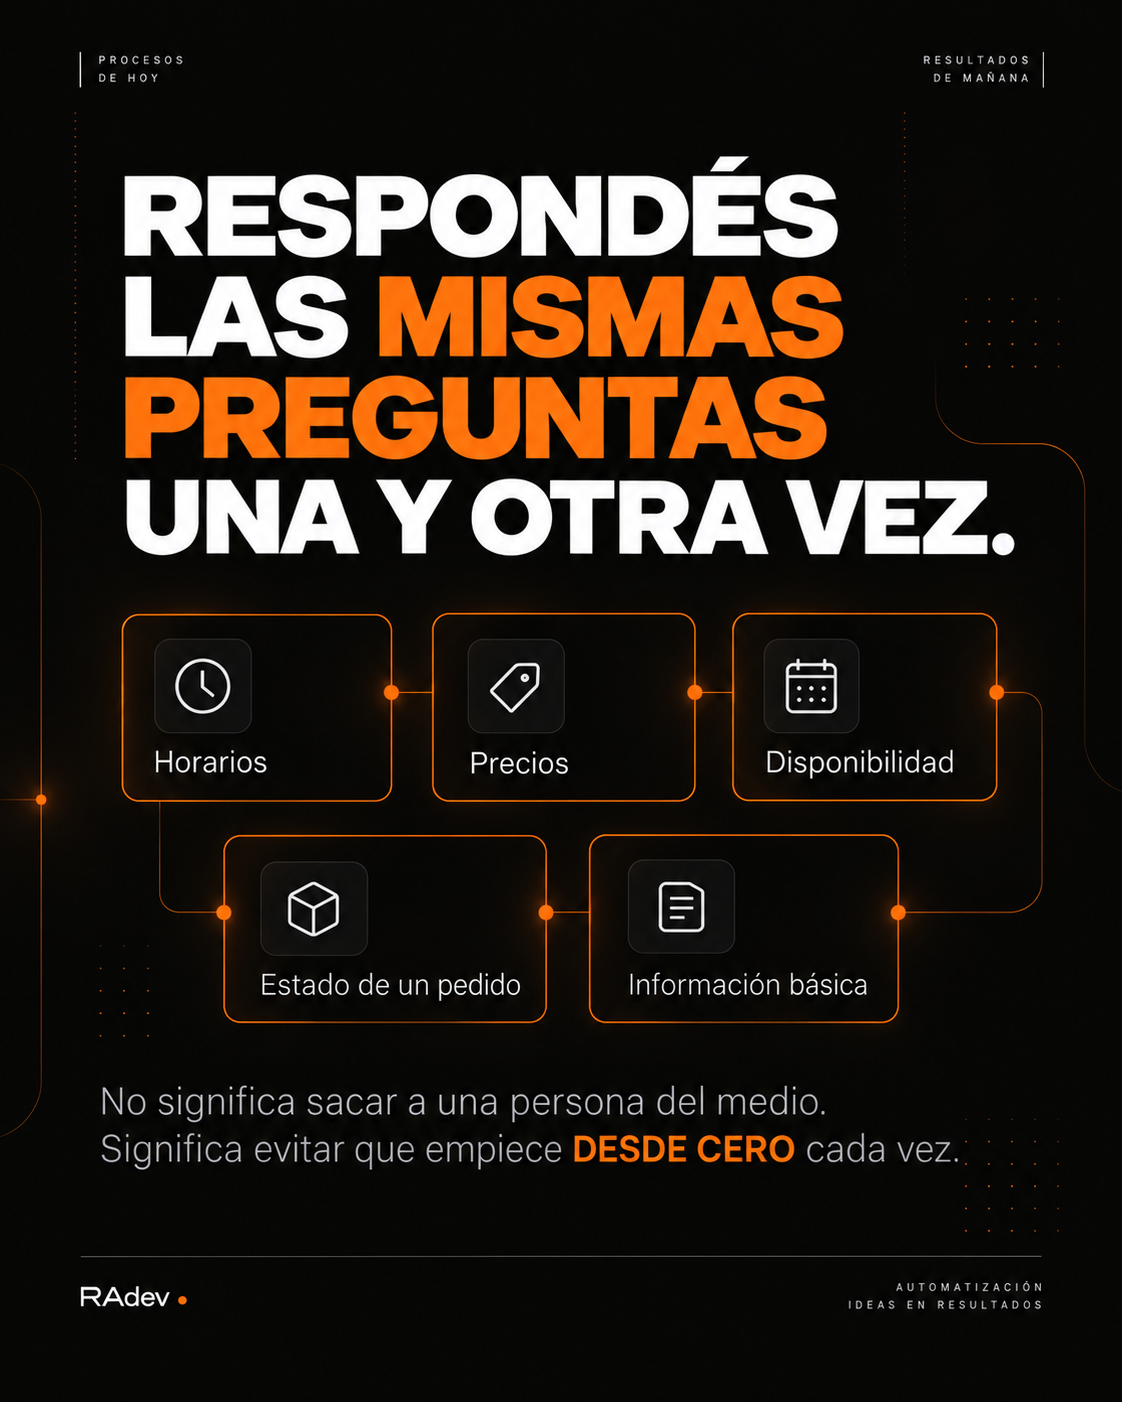 PROCESOS
DE HOY
RESULTADOS
DE MAÑANA
RESPONDÉS
LAS MISMAS
PREGUNTAS
UNA Y OTRA VEZ.
Horarios
Precios
Disponibilidad
Estado de un pedido
Información básica
No significa sacar a una persona del medio.
Significa evitar que empiece DESDE CERO cada vez.
RAdev
AUTOMATIZACIÓN
IDEAS EN RESULTADOS